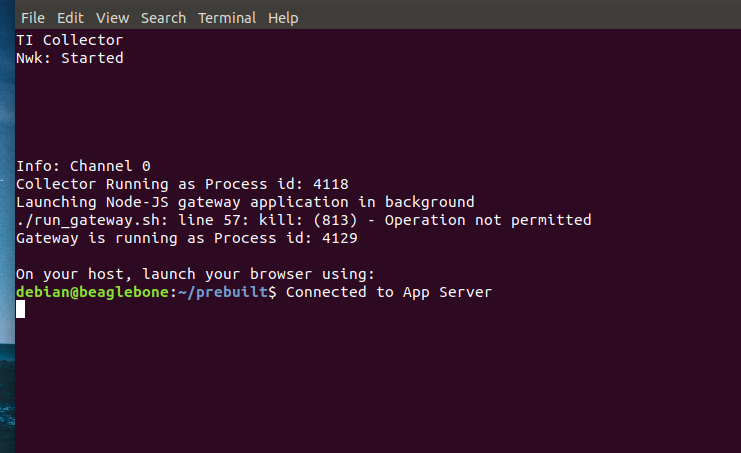 File Edit View Search Terminal Help
TI Collector
Nwk: Started
Info: Channel 0
Collector Running as Process id: 4118
Launching Node-JS gateway application in background
./run_gateway.sh: line 57: kill: (813) - Operation not permitted
Gateway is running as Process id: 4129
On your host, launch your browser using:
debian@beaglebone:~/prebuilt$ Connected to App Server